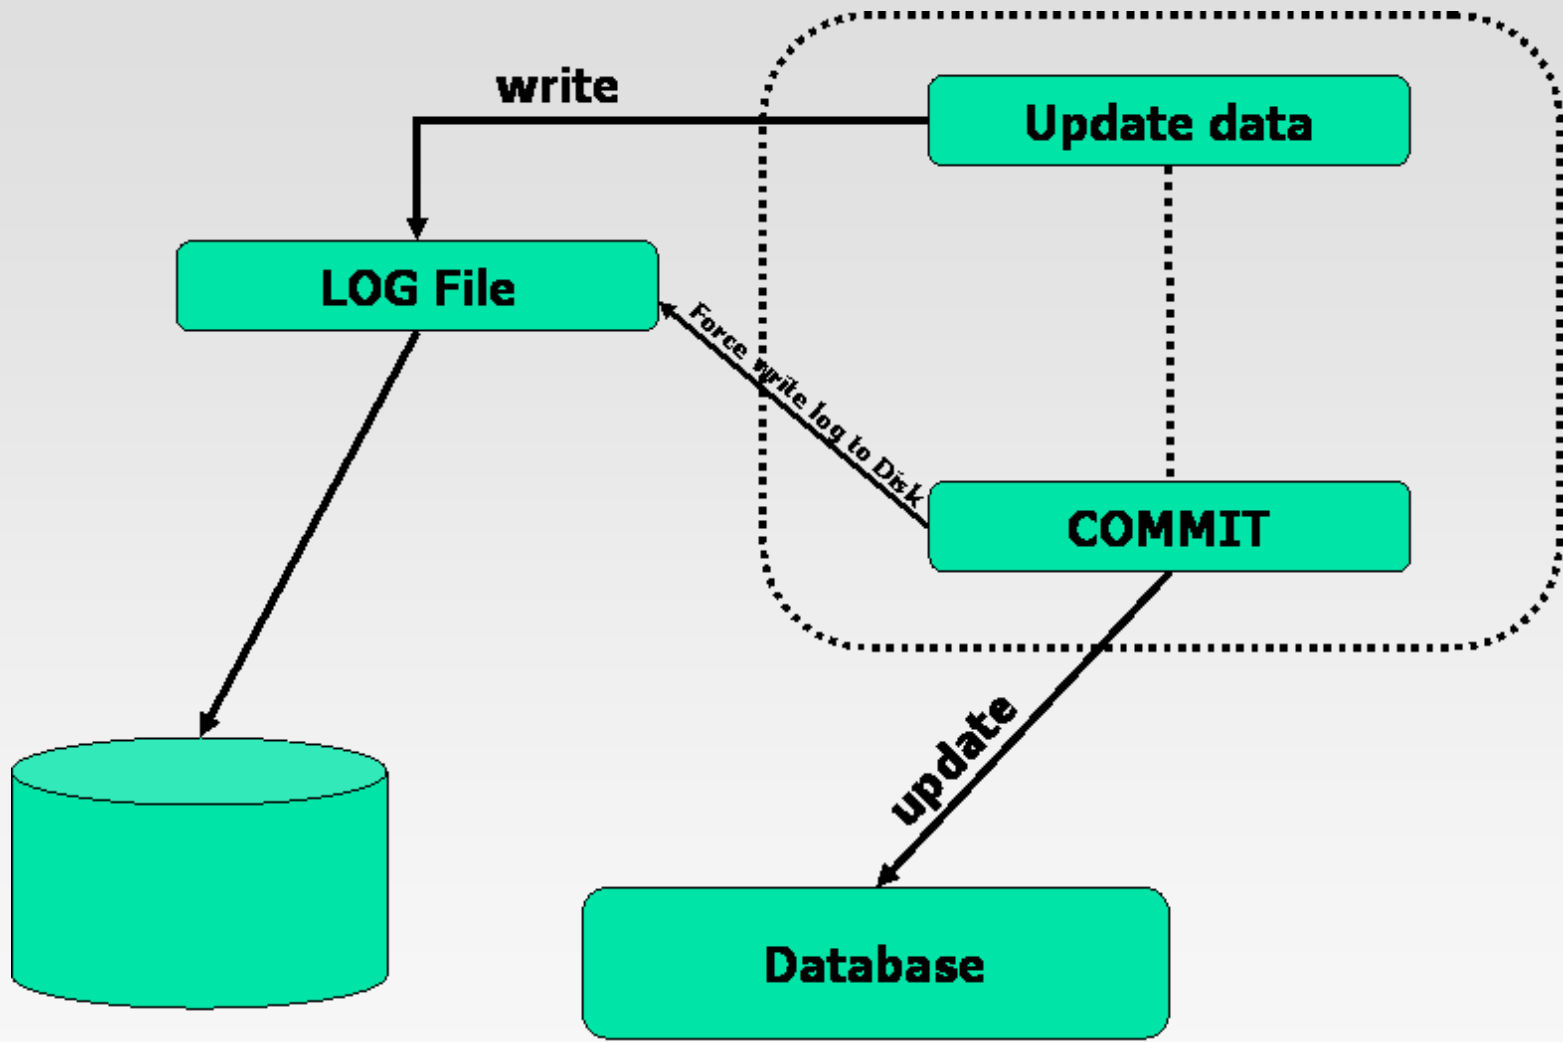 write
Update data
LOG File
Force write log to Disk
COMMIT
update
Database